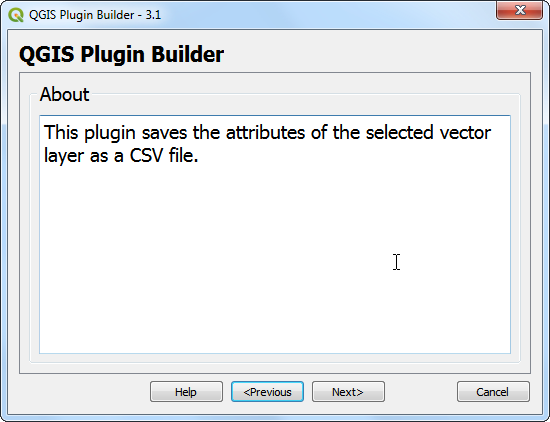 QGIS Plugin Builder - 3.1
QGIS Plugin Builder
About
This plugin saves the attributes of the selected vector
layer as a CSV file.
Help <Previous Next> Cancel